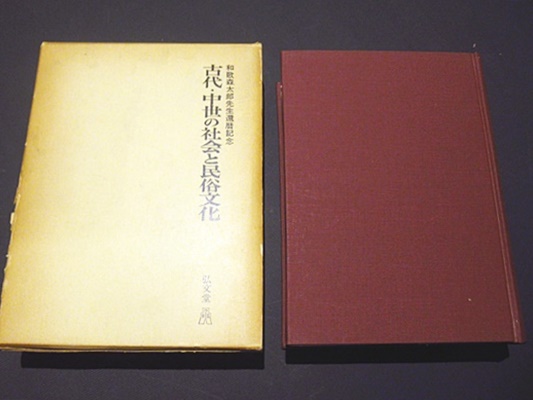 和歌森太郎先生還暦記念
古代・中世の社会と民俗文化
弘文堂